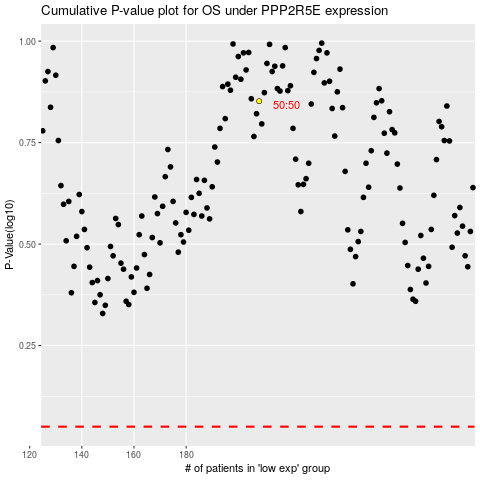 Cumulative P-value plot for OS under PPP2R5E expression
P-Value(log10)
1.00
0.75
0.50
0.25
50:50
120 140 160 180
# of patients in 'low exp' group